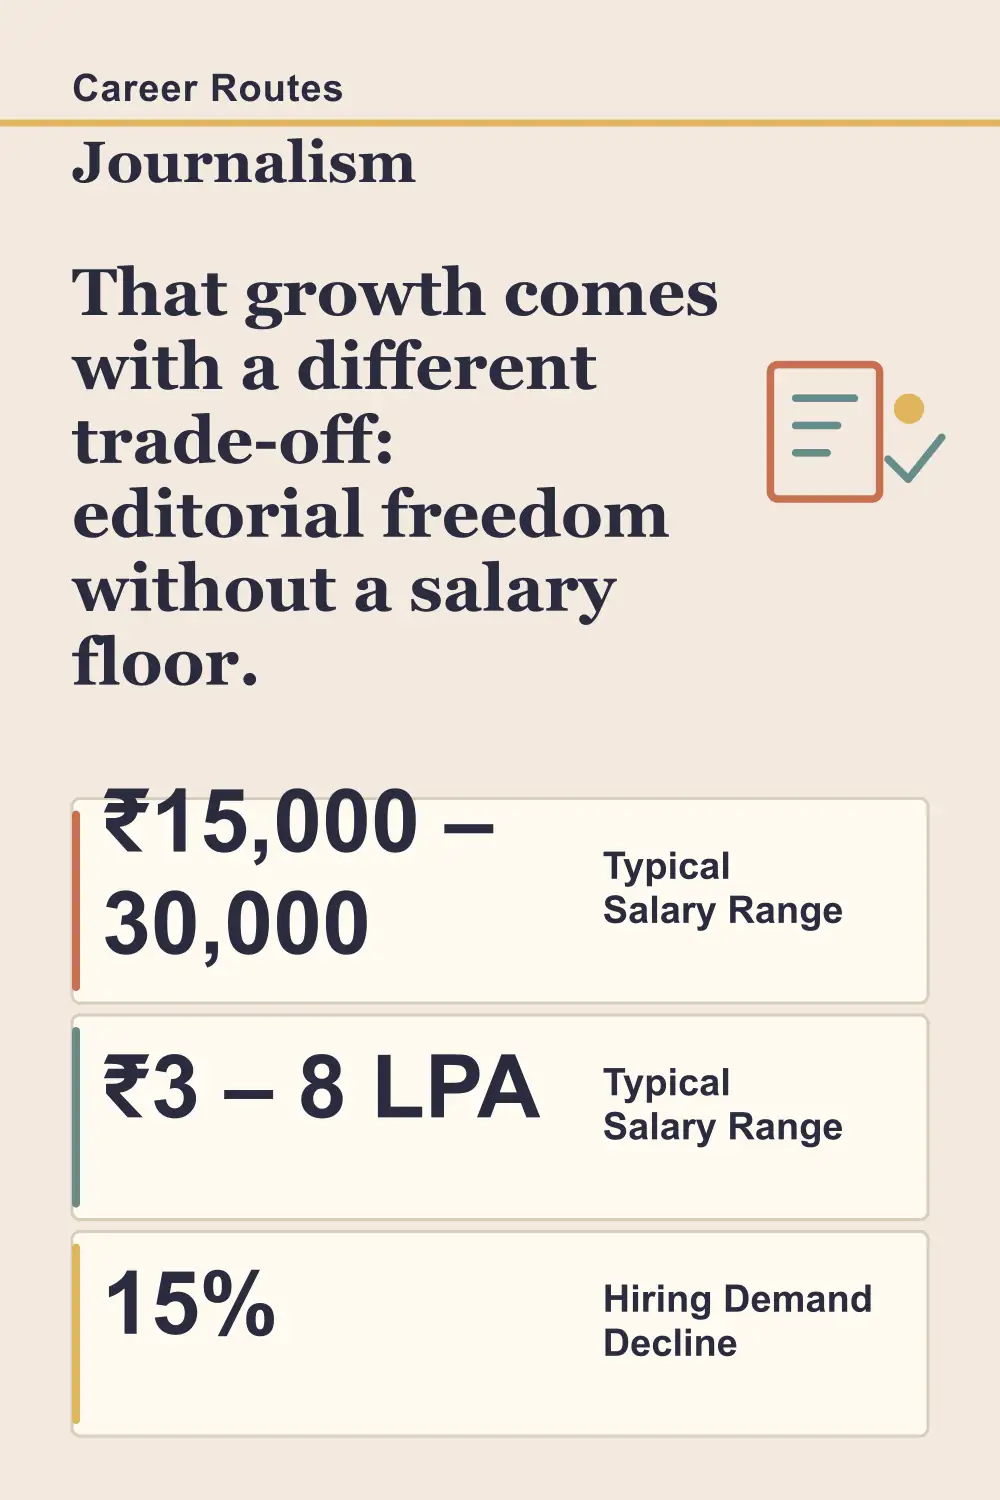 Career Routes
Journalism
That growth comes
with a different
trade-off:
editorial freedom
without a salary
floor.
₹15,000 –
30,000
Typical
Salary Range
₹3 – 8 LPA
Typical
Salary Range
15%
Hiring Demand
Decline